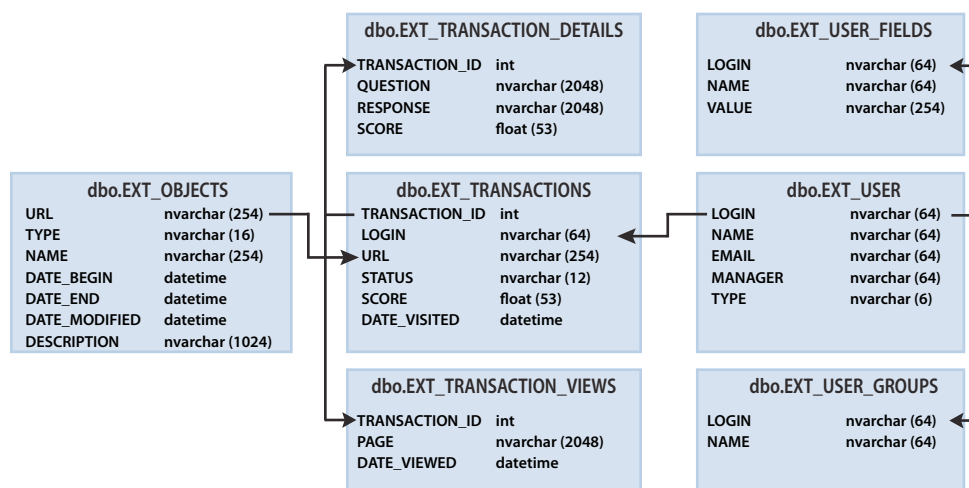 dbo.EXT_TRANSACTION_DETAILS
TRANSACTION_ID int
QUESTION nvarchar (2048)
RESPONSE nvarchar (2048)
SCORE float (53)
dbo.EXT_USER_FIELDS
LOGIN nvarchar (64)
NAME nvarchar (64)
VALUE nvarchar (254)
dbo.EXT_OBJECTS
URL nvarchar (254)
TYPE nvarchar (16)
NAME nvarchar (254)
DATE_BEGIN datetime
DATE_END datetime
DATE_MODIFIED datetime
DESCRIPTION nvarchar (1024)
dbo.EXT_TRANSACTIONS
TRANSACTION_ID int
LOGIN nvarchar (64)
URL nvarchar (254)
STATUS nvarchar (12)
SCORE float (53)
DATE_VISITED datetime
dbo.EXT_USER
LOGIN nvarchar (64)
NAME nvarchar (64)
EMAIL nvarchar (64)
MANAGER nvarchar (64)
TYPE nvarchar (6)
dbo.EXT_TRANSACTION_VIEWS
TRANSACTION_ID int
PAGE nvarchar (2048)
DATE_VIEWED datetime
dbo.EXT_USER_GROUPS
LOGIN nvarchar (64)
NAME nvarchar (64)